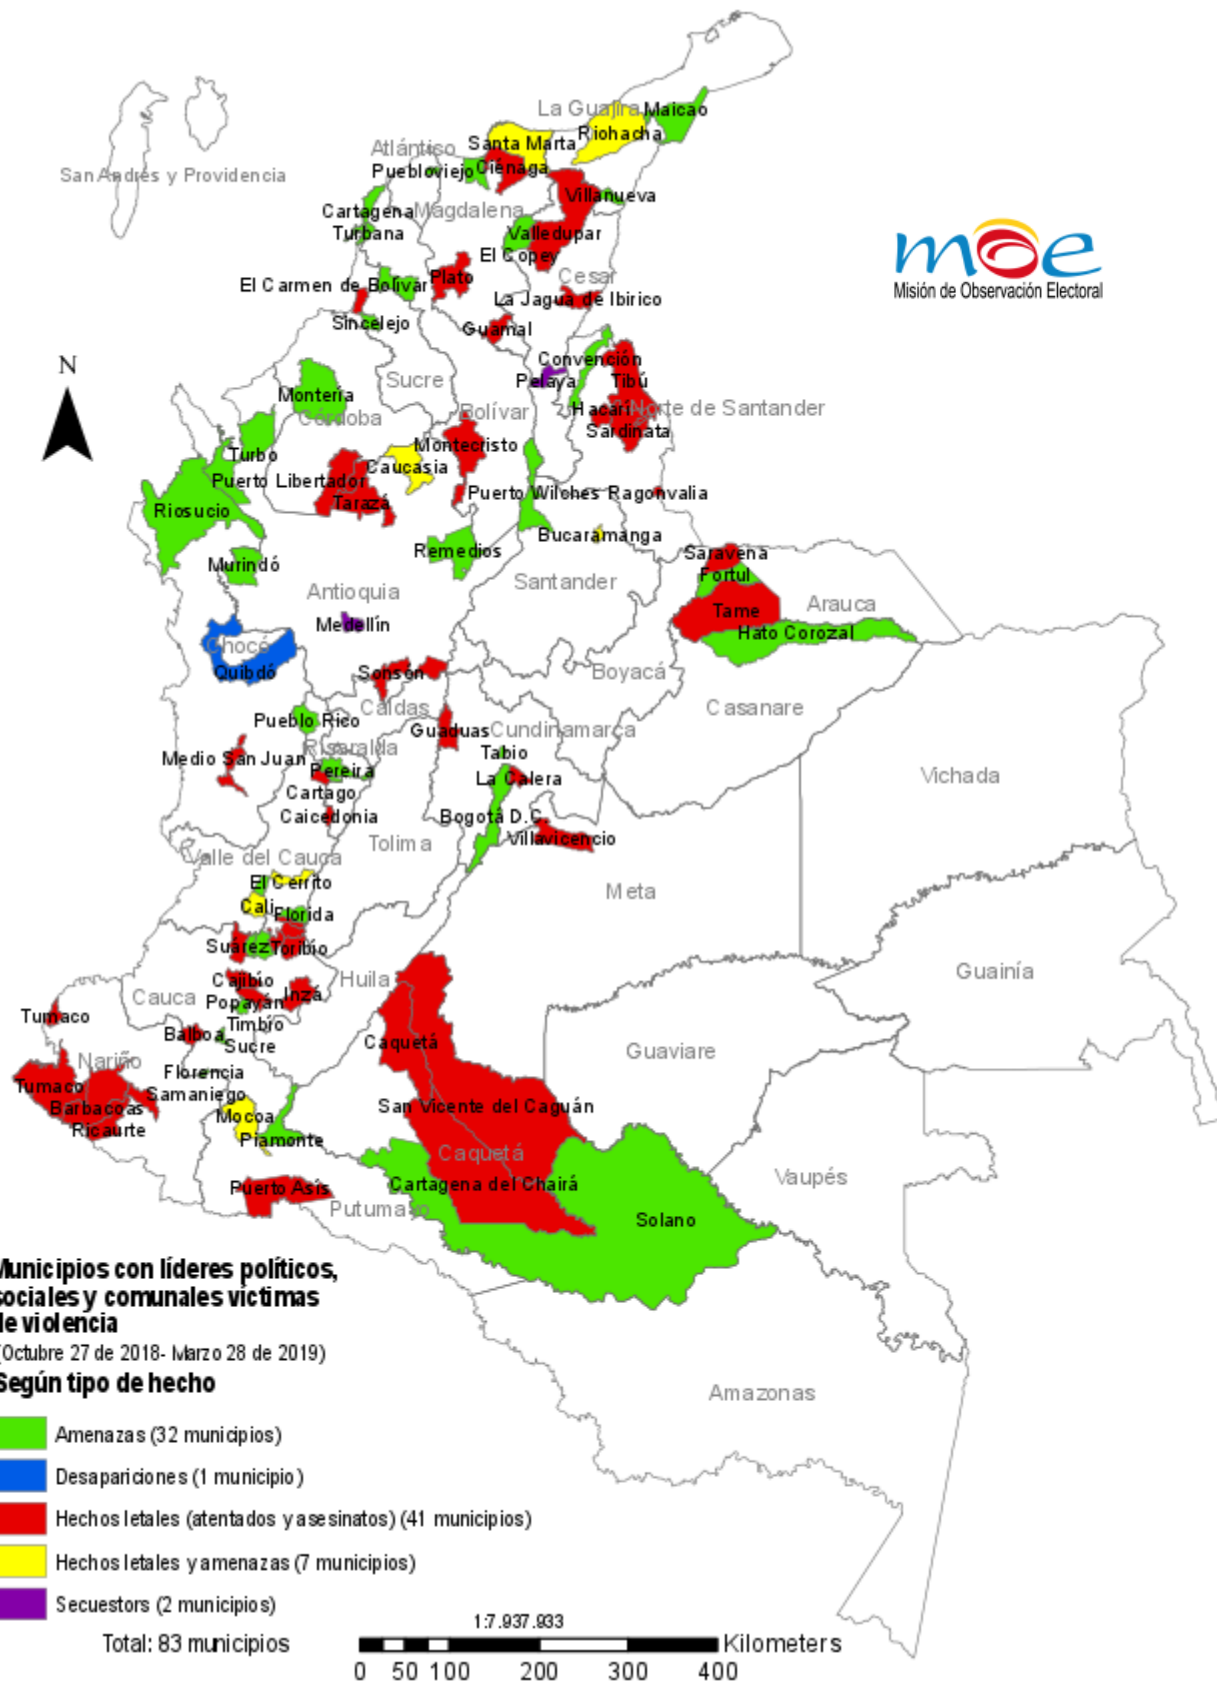 La Guajira
Maicao
Riohacha
Santa Marta
Atlántico
Puebloviejo
Ciénaga
San Andrés y Providencia
Villanueva
Cartagena
Magdalena
Turbana
Valledupar
El Copey
moe
Misión de Observación Electoral
Cesar
Plato
El Carmen de Bolívar
La Jagua de Ibirico
Sincelejo
Guamal
N
Convención
Pelaya
Tibú
Sucre
Montería
Hacarí
Norte de Santander
Bolívar
Córdoba
Sardinata
Montecristo
Turbo
Caucasia
Puerto Libertador
Puerto Wilches
Ragonvalia
Tarazá
Riosucio
Bucaramanga
Remedios
Saravena
Murindó
Fortul
Santander
Antioquia
Arauca
Tame
Medellín
Hato Corozal
Chocó
Quibdó
Sonsón
Boyacá
Caldas
Casanare
Pueblo Rico
Guaduas
Cundinamarca
Risaralda
Tabio
Medio San Juan
Pereira
La Calera
Vichada
Cartago
Caicedonia
Bogotá D.C
Villavicencio
Tolima
Valle del Cauca
El Cerrito
Meta
Cali
Florida
Suárez
Toribío
Guainía
Cajibío
Huila
Inzá
Cauca
Popayán
Tumaco
Timbío
Balboa
Sucre
Caquetá
Guaviare
Nariño
Florencia
Tumaco
Samaniego
Barbacoas
San Vicente del Caguán
Mocoa
Ricaurte
Piamonte
Caquetá
Vaupés
Puerto Asís
Cartagena del Chairá
Putumayo
Solano
Municipios con líderes políticos,
sociales y comunales víctimas
de violencia
(Octubre 27 de 2018- Marzo 28 de 2019)
Según tipo de hecho
Amazonas
Amenazas (32 municipios)
Desapariciones (1 municipio)
Hechos letales (atentados y asesinatos) (41 municipios)
Hechos letales y amenazas (7 municipios)
Secuestors (2 municipios)
Total: 83 municipios
1:7.937.933
Kilometers
0 50 100 200 300 400